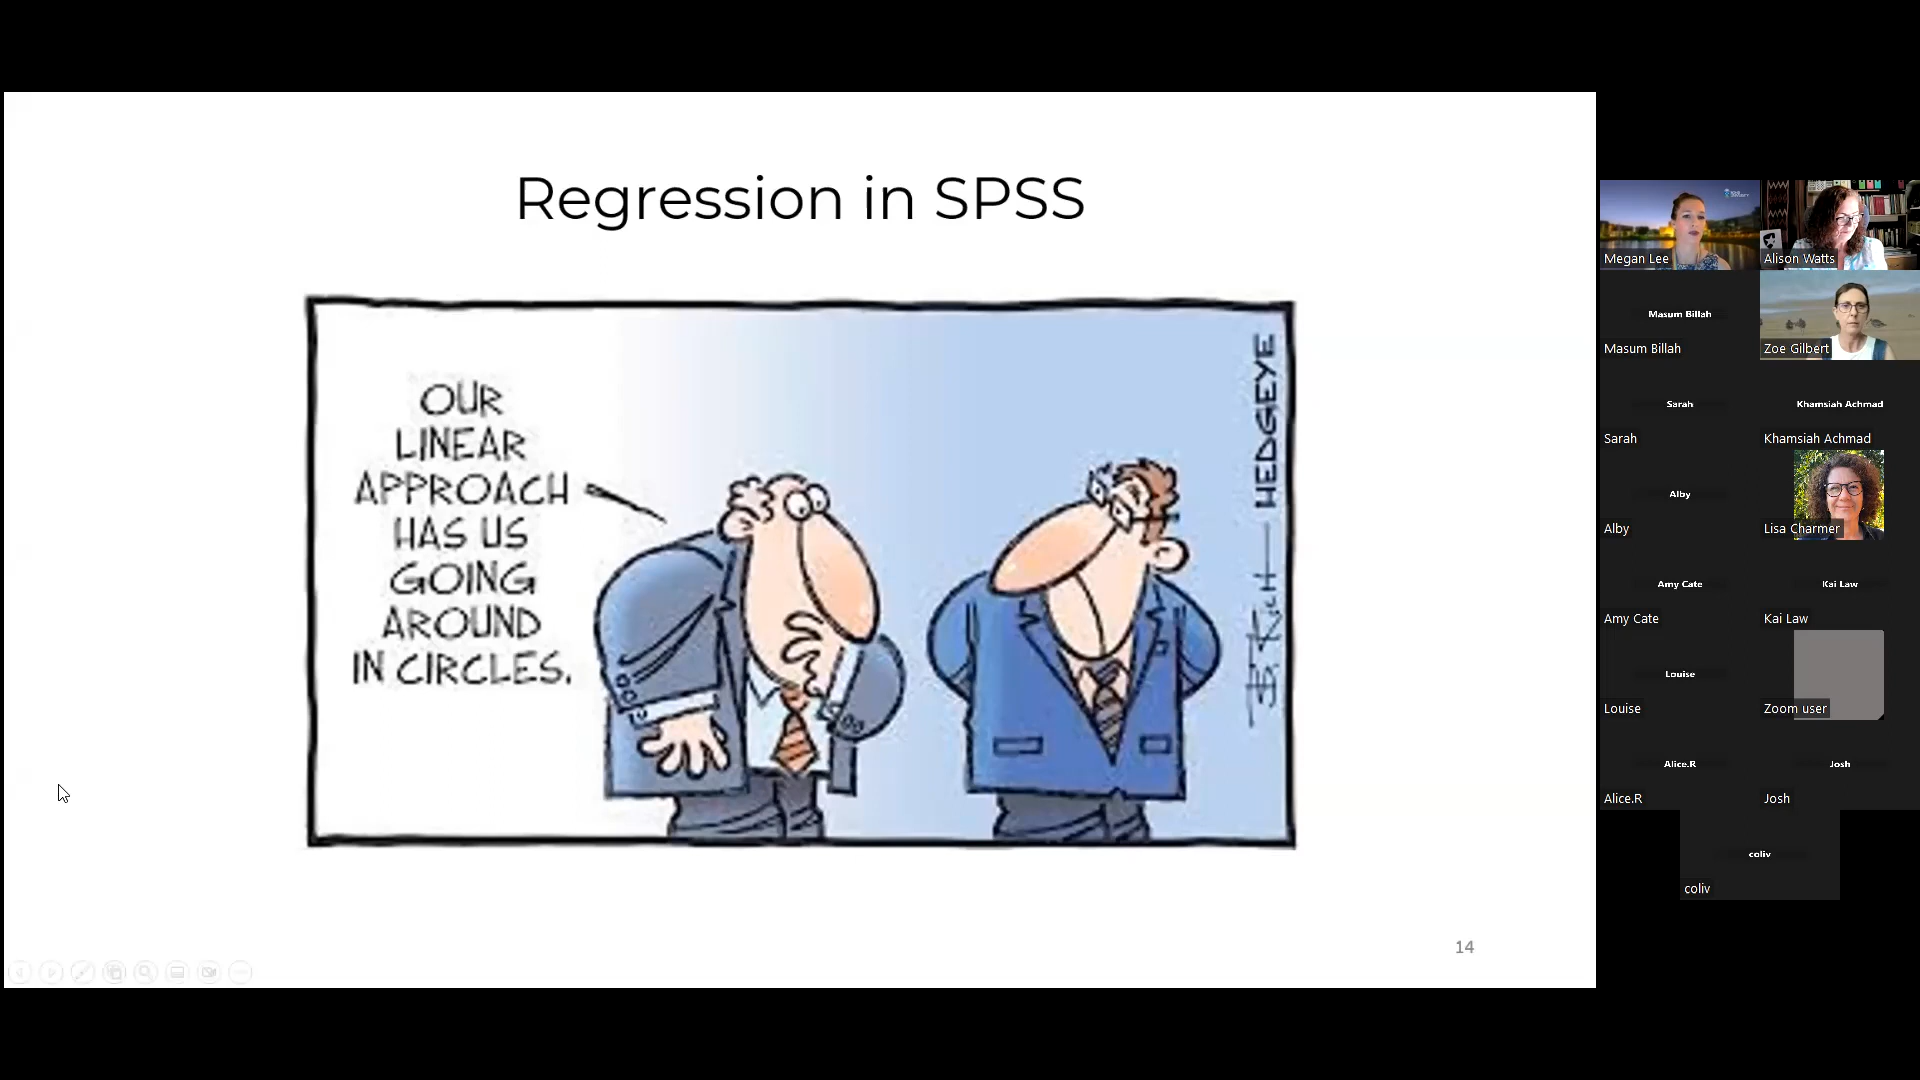 Regression in SPSS
OUR
LINEAR
APPROACH
HAS US
GOING
AROUND
IN CIRCLES.
HEDGEYE
14
Megan Lee
Alison Watts
Masum Billah
Masum Billah
Zoe Gilbert
Sarah
Sarah
Khamsiah Achmad
Khamsiah Achmad
Alby
Alby
Lisa Charmer
Amy Cate
Amy Cate
Kai Law
Kai Law
Louise
Louise
Zoom user
Alice.R
Alice.R
Josh
Josh
coliv
coliv